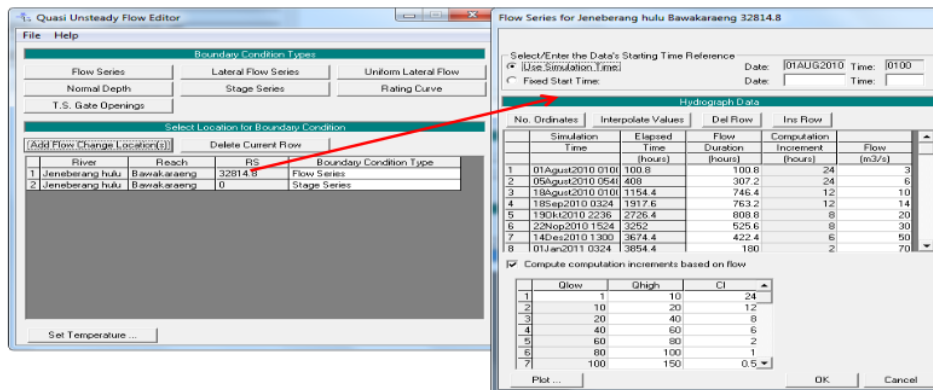 Quasi Unsteady Flow Editor
File Help
Boundary Condition Types
Flow Series Lateral Flow Series Uniform Lateral Flow
Normal Depth Stage Series Rating Curve
T.S. Gate Openings
Select Location for Boundary Condition
Add Flow Change Location(s) Delete Current Row
River Reach RS Boundary Condition Type
1 Jeneberang hulu Bawakaraeng 32814.8 Flow Series
2 Jeneberang hulu Bawakaraeng 0 Stage Series
Set Temperature ...
Flow Series for Jeneberang hulu Bawakaraeng 32814.8
Select/Enter the Data's Starting Time Reference
Use Simulation Time: Date: 01AUG2010 Time: 0100
Fixed Start Time: Date: Time:
Hydrograph Data
No. Ordinates Interpolate Values Del Row Ins Row
Simulation Elapsed Flow Computation
Time Time Duration Increment Flow
(hours) (hours) (hours) (m3/s)
1 01Agust2010 010 100.8 100.8 24 3
2 05Agust2010 054 408 307.2 24 6
3 18Agust2010 010 1154.4 746.4 12 10
4 18Sep2010 0324 1917.6 763.2 12 14
5 19Okt2010 2236 2726.4 808.8 8 20
6 22Nop2010 1524 3252 525.6 8 30
7 14Des2010 1300 3674.4 422.4 6 50
8 01Jan2011 0324 3854.4 180 2 70
Compute computation increments based on flow
Qlow Qhigh CI
1 1 10 24
2 10 20 12
3 20 40 8
4 40 60 6
5 60 80 2
6 80 100 1
7 100 150 0.5
Plot ... OK Cancel